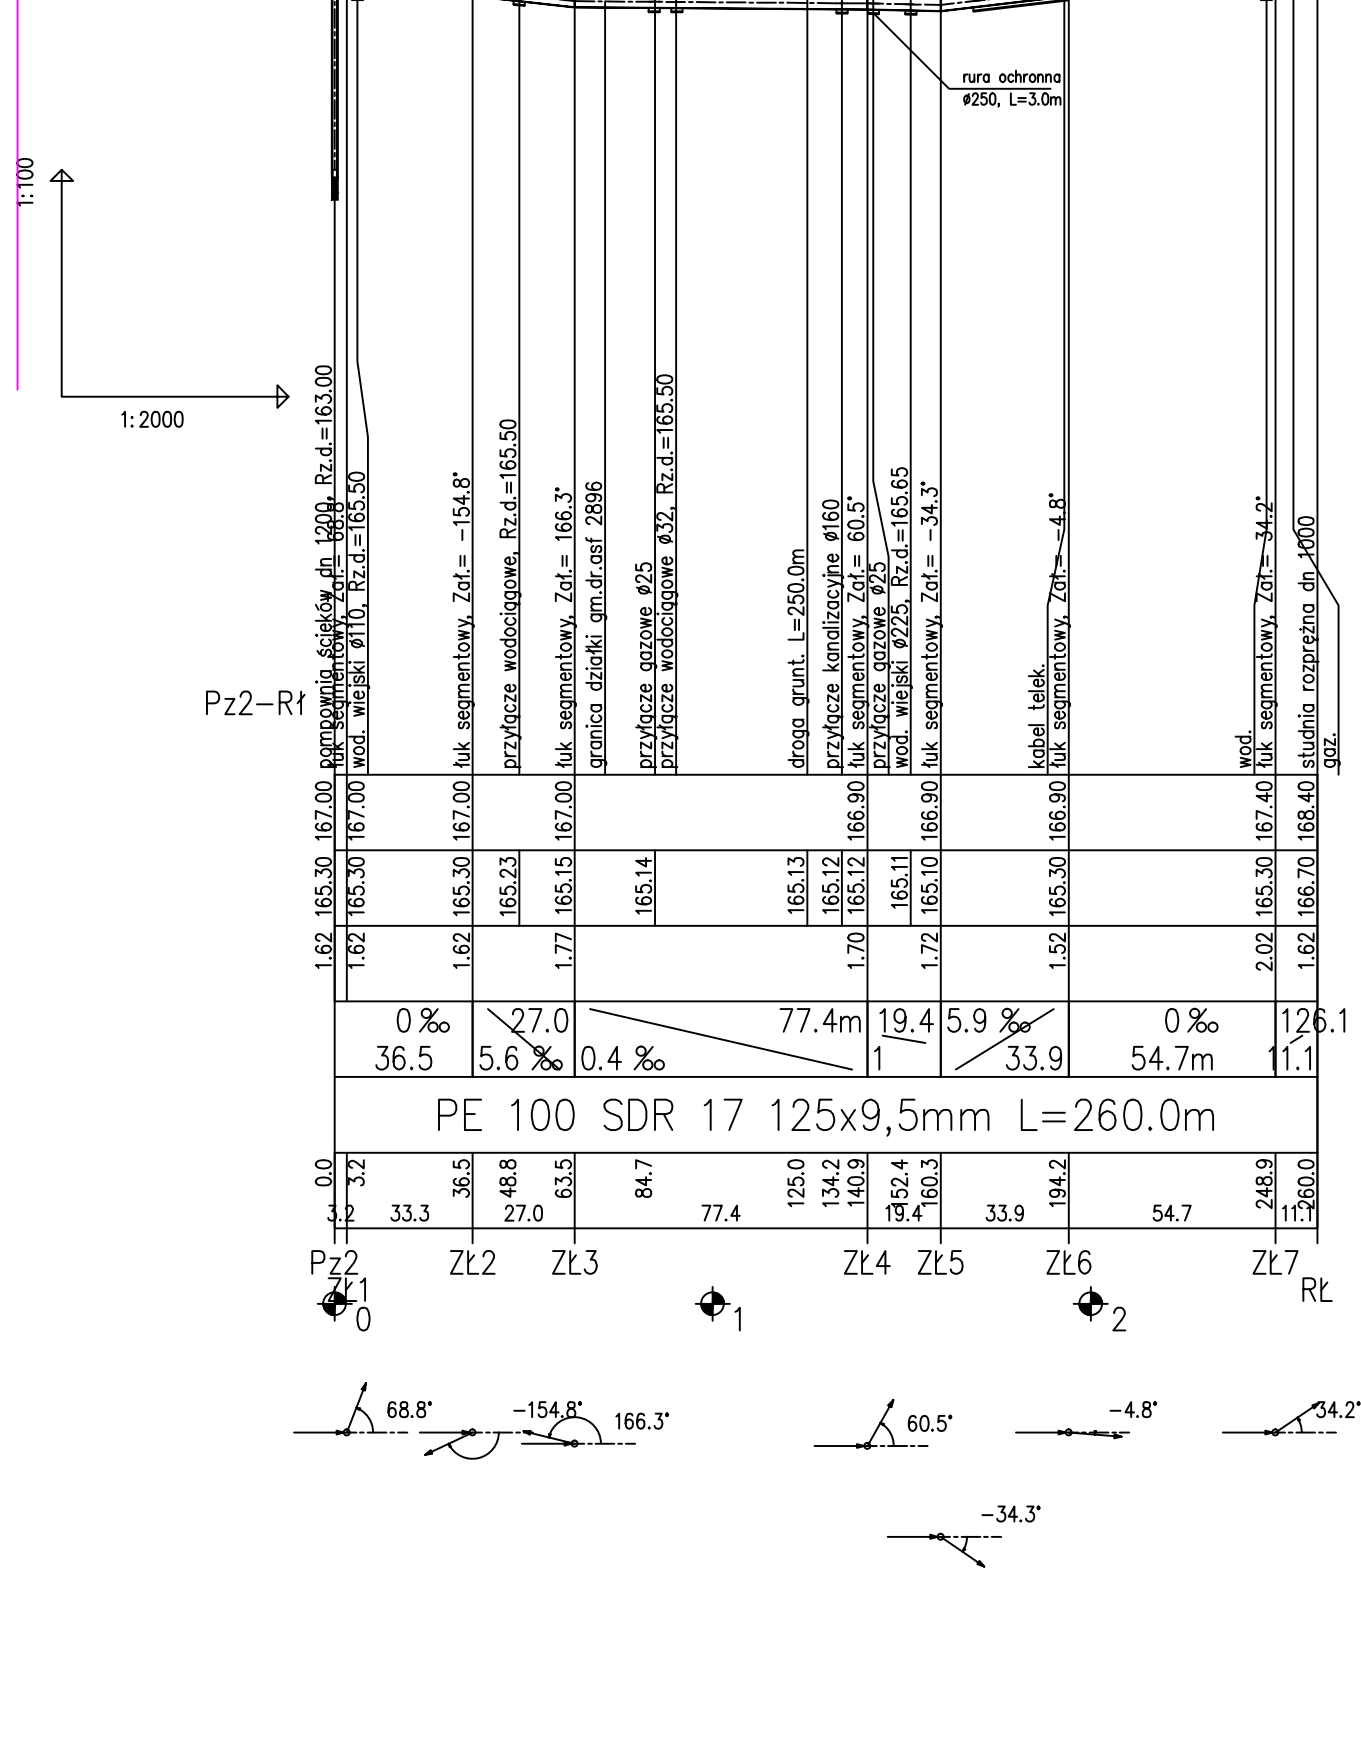 rura ochronna
ø250, L=3.0m
1:100
1:2000
Pz2-Rł
pompownia ścieków dn 1200, Rz.d.=163.00
łuk segmentowy, Zał.= 68.8°
wod. wiejski ø110, Rz.d.=165.50
łuk segmentowy, Zał.= -154.8°
przyłącze wodociągowe, Rz.d.=165.50
łuk segmentowy, Zał.= 166.3°
granica działki gm.dr.asf 2896
przyłącze gazowe ø25
przyłącze wodociągowe ø32, Rz.d.=165.50
droga grunt. L=250.0m
przyłącze kanalizacyjne ø160
łuk segmentowy, Zał.= 60.5°
przyłącze gazowe ø25
wod. wiejski ø225, Rz.d.=165.65
łuk segmentowy, Zał.= -34.3°
kabel telek.
łuk segmentowy, Zał.= -4.8°
wod.
łuk segmentowy, Zał.= 34.2°
studnia rozprężna dn 1000
gaz.
167.00 167.00 167.00 167.00 166.90 166.90 166.90 167.40 168.40
165.30 165.30 165.30 165.23 165.15 165.14 165.13 165.12 165.12 165.11 165.10 165.30 165.30 166.70
1.62 1.62 1.62 1.77 1.70 1.72 1.52 2.02 1.62
0 ‰ 27.0 77.4m 19.4 5.9 ‰ 0 ‰ 126.1
36.5 5.6 ‰ 0.4 ‰ 1 33.9 54.7m 11.1
PE 100 SDR 17 125x9,5mm L=260.0m
0.0 3.2 36.5 48.8 63.5 84.7 125.0 134.2 140.9 152.4 160.3 194.2 248.9 260.0
3.2 33.3 27.0 77.4 19.4 33.9 54.7 11.1
Pz2 ZŁ2 ZŁ3 ZŁ4 ZŁ5 ZŁ6 ZŁ7
ZŁ1 RŁ
0 1 2
68.8° -154.8° 166.3° 60.5° -4.8° 34.2°
-34.3°